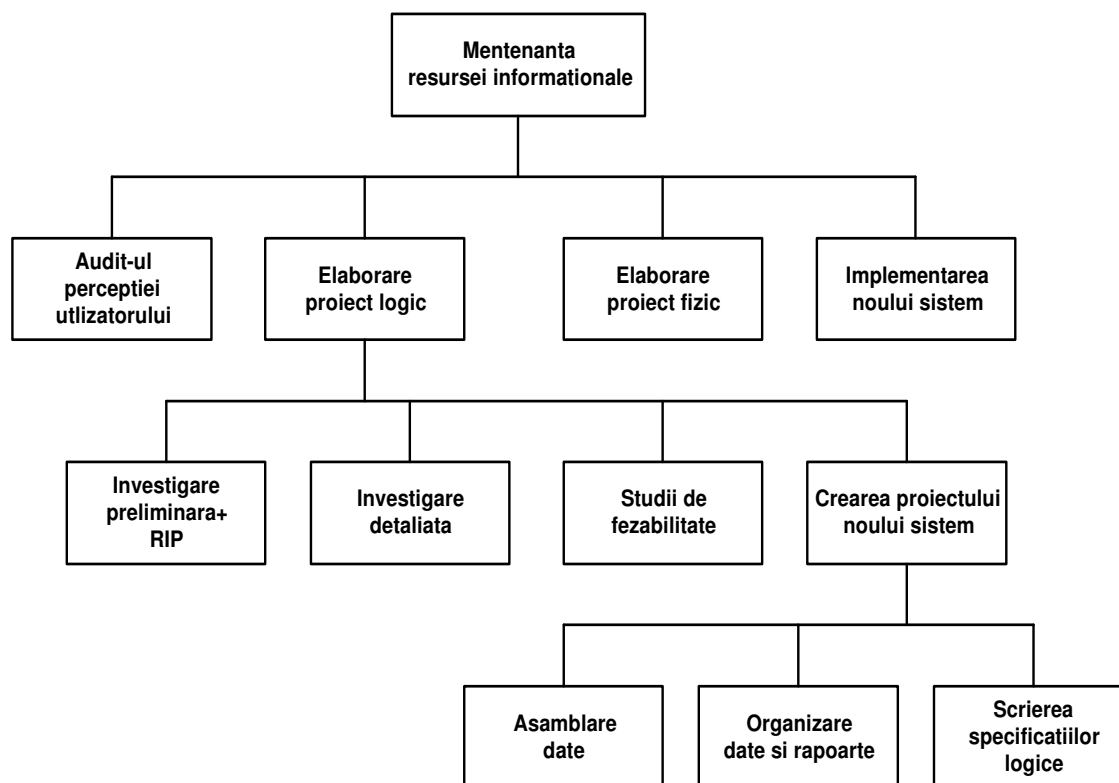 Mentenanta
resursei informationale
Audit-ul
perceptiei
utlizatorului
Elaborare
proiect logic
Elaborare
proiect fizic
Implementarea
noului sistem
Investigare
preliminara+
RIP
Investigare
detaliata
Studii de
fezabilitate
Crearea proiectului
noului sistem
Asamblare
date
Organizare
date si rapoarte
Scrierea
specificatiilor
logice